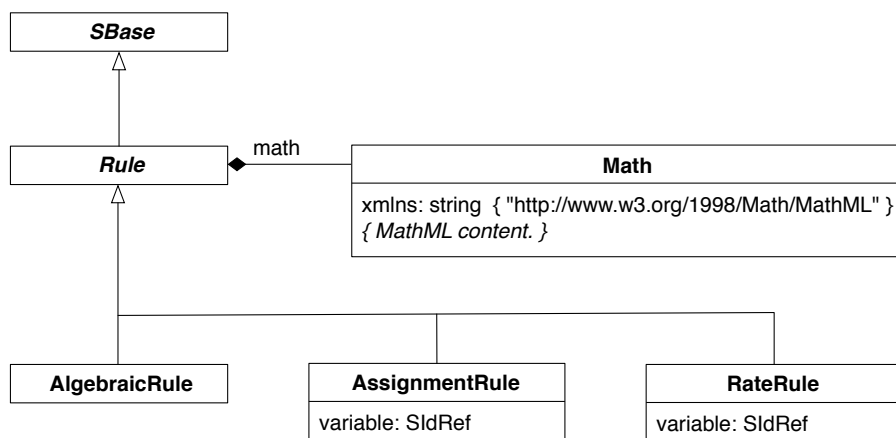 SBase
Rule
math
Math
xmlns: string { "http://www.w3.org/1998/Math/MathML" }
{ MathML content. }
AlgebraicRule
AssignmentRule
variable: SIdRef
RateRule
variable: SIdRef